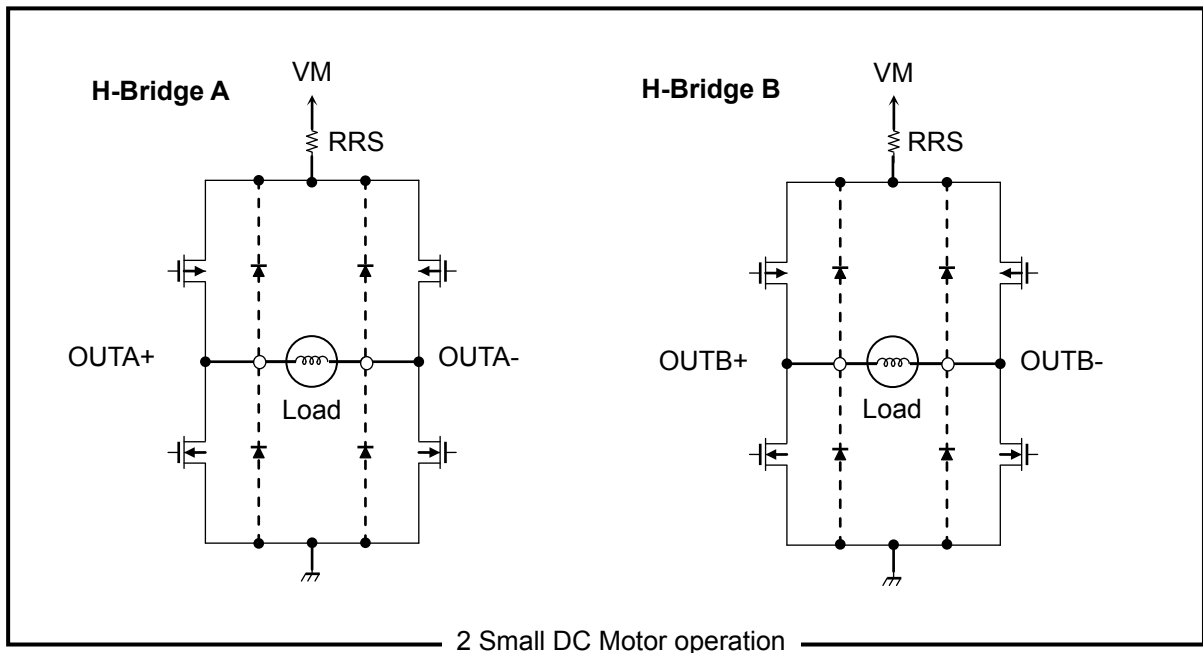 H-Bridge A
VM
RRS
OUTA+
OUTA-
Load
H-Bridge B
VM
RRS
OUTB+
OUTB-
Load
2 Small DC Motor operation